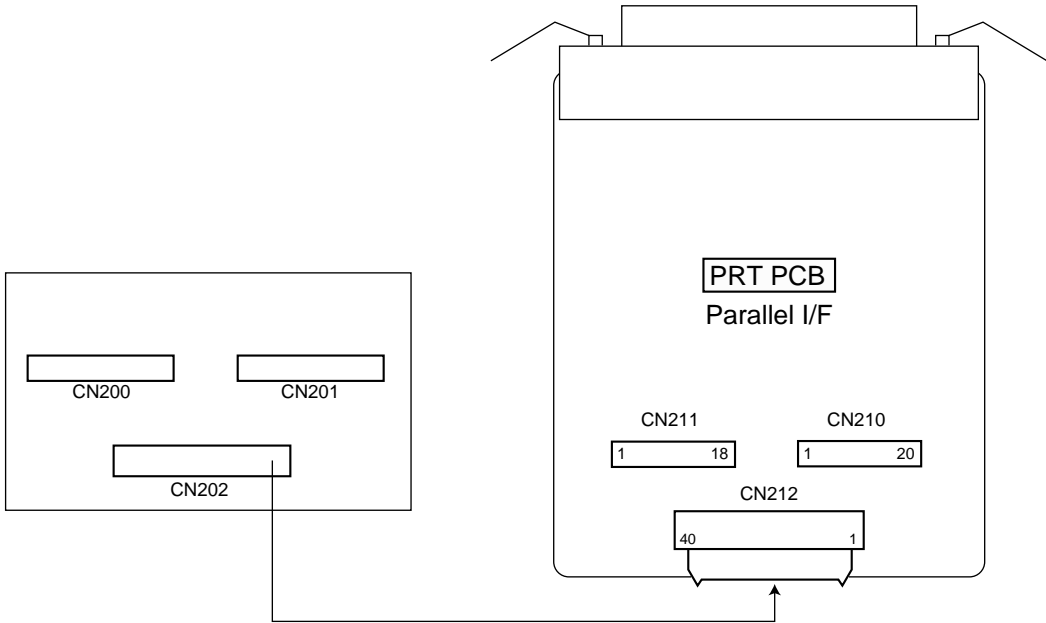 PRT PCB
Parallel I/F
CN200
CN201
CN202
CN211
CN210
1 18
1 20
CN212
40 1